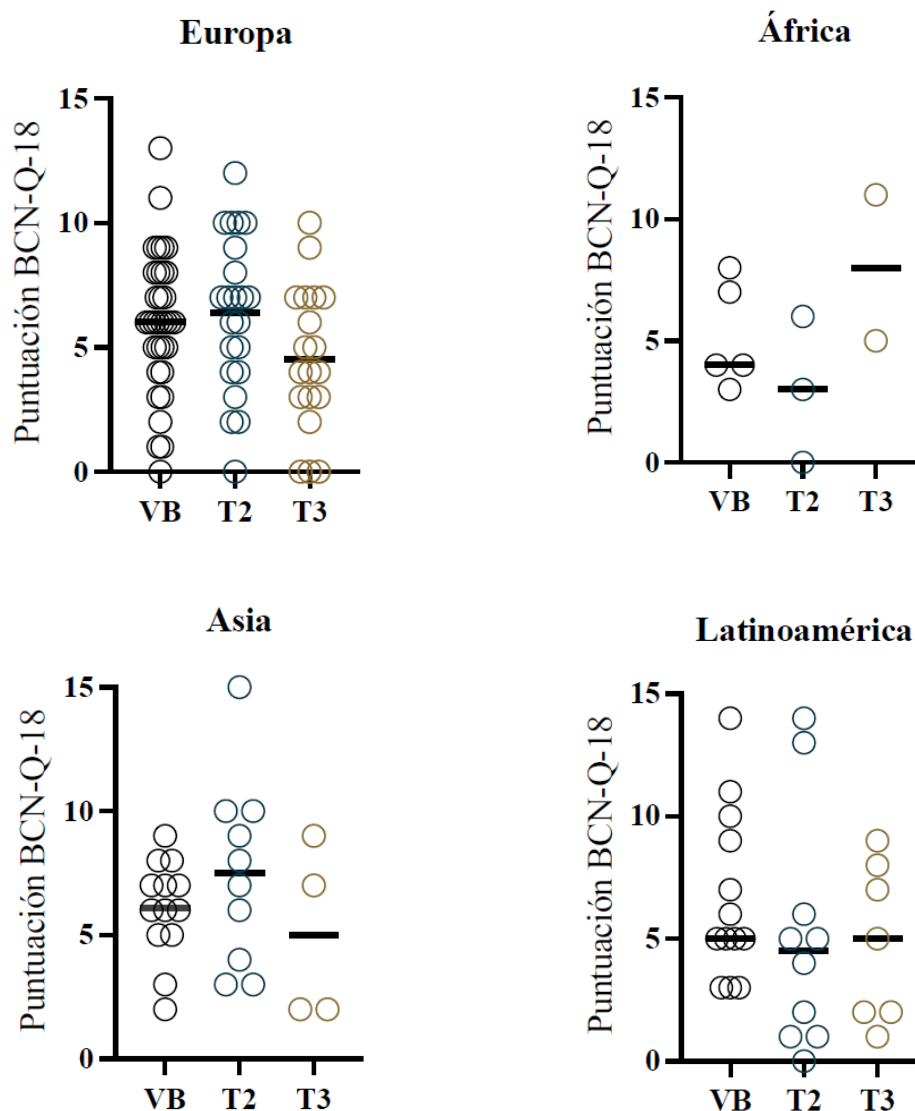 Europa
Puntuación BCN-Q-18
15
10
5
0
VB T2 T3
África
Puntuación BCN-Q-18
15
10
5
0
VB T2 T3
Asia
Puntuación BCN-Q-18
15
10
5
0
VB T2 T3
Latinoamérica
Puntuación BCN-Q-18
15
10
5
0
VB T2 T3